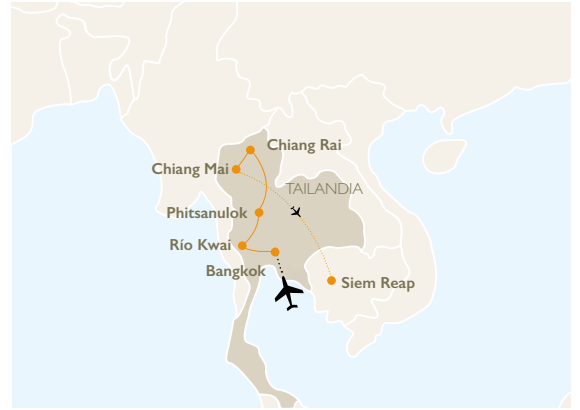 Chiang Rai
Chiang Mai
TAILANDIA
Phitsanulok
Río Kwai
Bangkok
Siem Reap